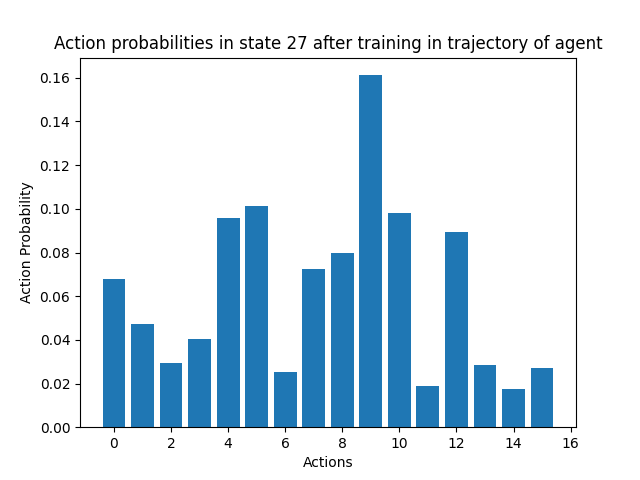 Action probabilities in state 27 after training in trajectory of agent
0.16
0.14
0.12
0.10
0.08
0.06
0.04
0.02
0.00
Action Probability
0 2 4 6 8 10 12 14 16
Actions